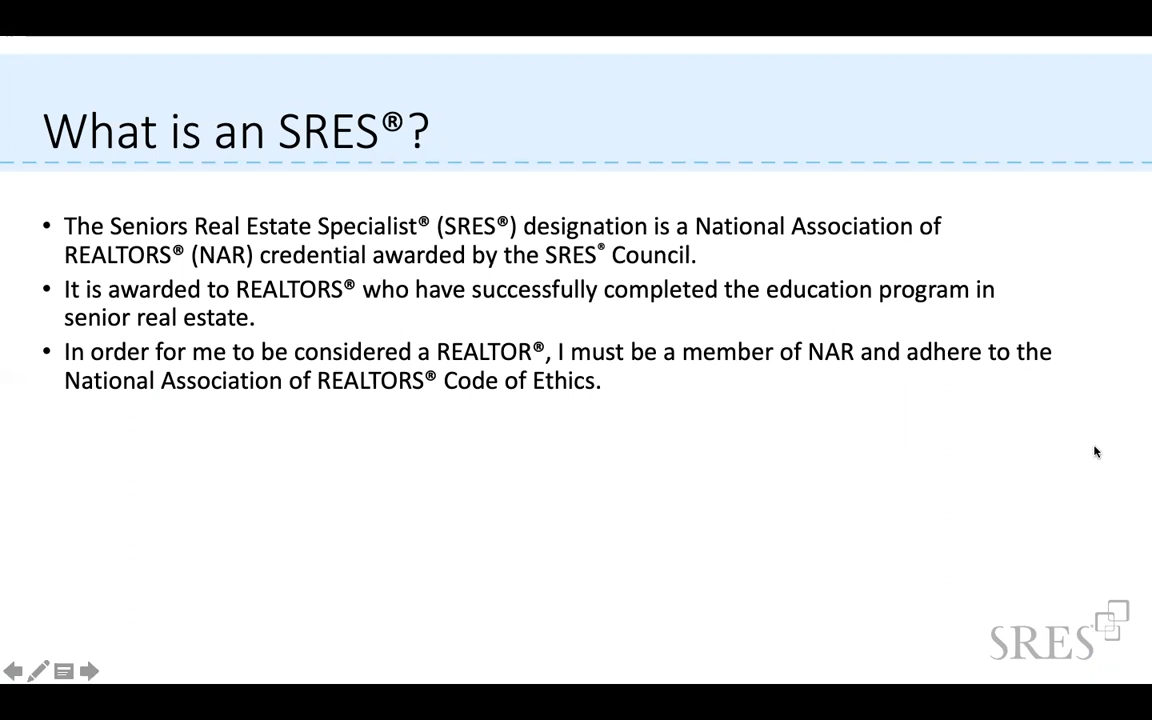 What is an SRES®?
• The Seniors Real Estate Specialist® (SRES®) designation is a National Association of
REALTORS® (NAR) credential awarded by the SRES® Council.
• It is awarded to REALTORS® who have successfully completed the education program in
senior real estate.
• In order for me to be considered a REALTOR®, I must be a member of NAR and adhere to the
National Association of REALTORS® Code of Ethics.
SRES